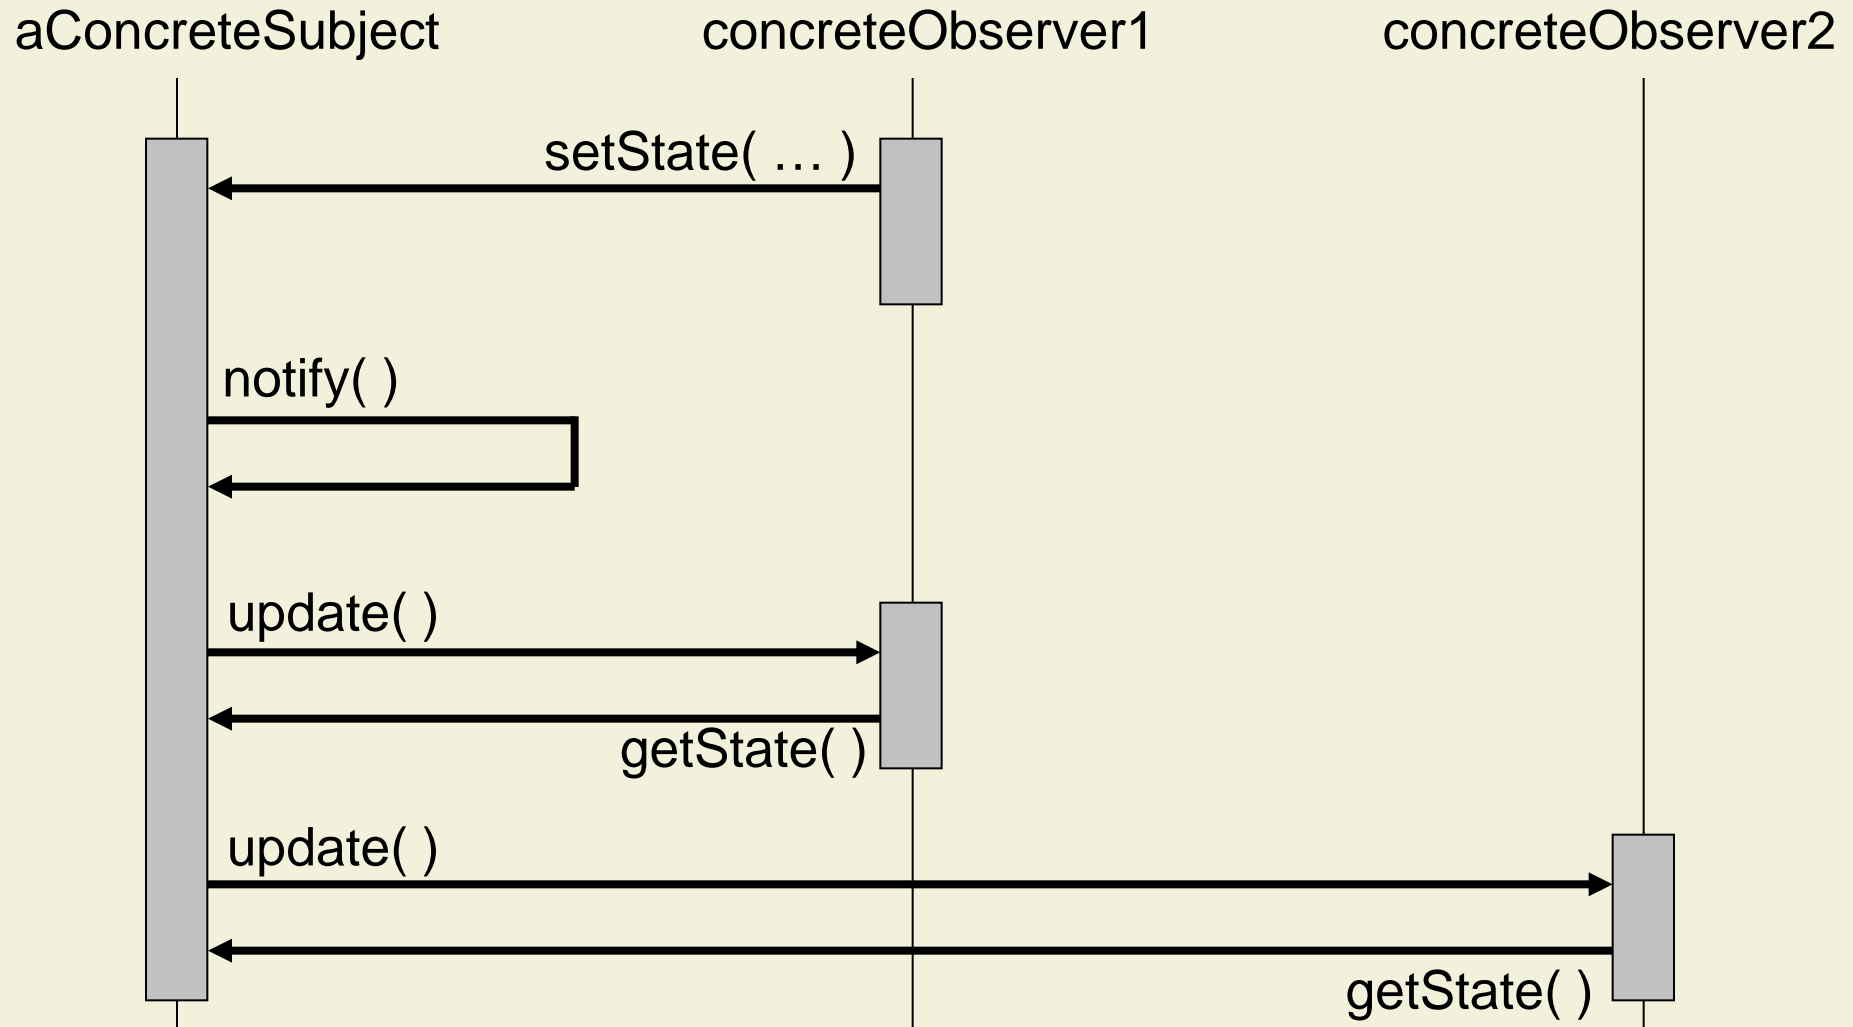 aConcreteSubject
concreteObserver1
concreteObserver2
setState( … )
notify( )
update( )
getState( )
update( )
getState( )